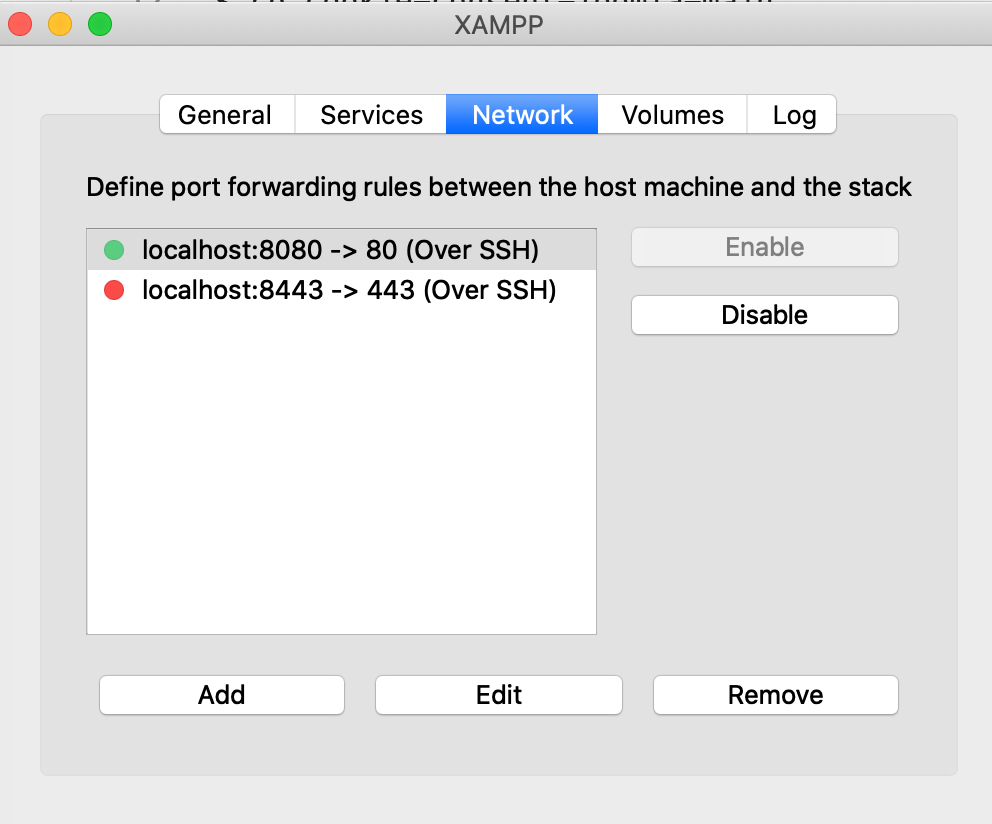 XAMPP
General
Services
Network
Volumes
Log
Define port forwarding rules between the host machine and the stack
localhost:8080 -> 80 (Over SSH)
Enable
localhost:8443 -> 443 (Over SSH)
Disable
Add
Edit
Remove